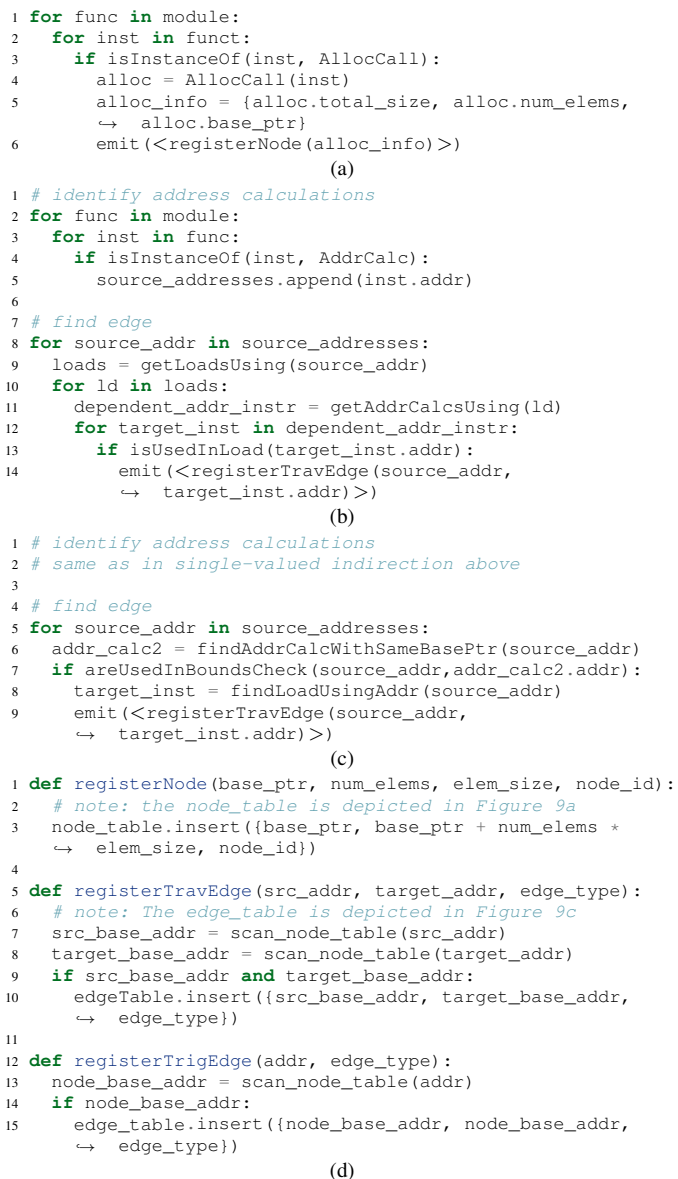 1 for func in module:
2   for inst in funct:
3     if isInstanceOf(inst, AllocCall):
4       alloc = AllocCall(inst)
5       alloc_info = {alloc.total_size, alloc.num_elems,
↪ alloc.base_ptr}
6       emit(<registerNode(alloc_info)>)
(a)
1 # identify address calculations
2 for func in module:
3   for inst in func:
4     if isInstanceOf(inst, AddrCalc):
5       source_addresses.append(inst.addr)
6
7 # find edge
8 for source_addr in source_addresses:
9   loads = getLoadsUsing(source_addr)
10   for ld in loads:
11     dependent_addr_instr = getAddrCalcsUsing(ld)
12     for target_inst in dependent_addr_instr:
13       if isUsedInLoad(target_inst.addr):
14         emit(<registerTravEdge(source_addr,
↪ target_inst.addr)>)
(b)
1 # identify address calculations
2 # same as in single-valued indirection above
3
4 # find edge
5 for source_addr in source_addresses:
6   addr_calc2 = findAddrCalcWithSameBasePtr(source_addr)
7   if areUsedInBoundsCheck(source_addr,addr_calc2.addr):
8     target_inst = findLoadUsingAddr(source_addr)
9     emit(<registerTravEdge(source_addr,
↪ target_inst.addr)>)
(c)
1 def registerNode(base_ptr, num_elems, elem_size, node_id):
2   # note: the node_table is depicted in Figure 9a
3   node_table.insert({base_ptr, base_ptr + num_elems *
↪ elem_size, node_id})
4
5 def registerTravEdge(src_addr, target_addr, edge_type):
6   # note: The edge_table is depicted in Figure 9c
7   src_base_addr = scan_node_table(src_addr)
8   target_base_addr = scan_node_table(target_addr)
9   if src_base_addr and target_base_addr:
10     edgeTable.insert({src_base_addr, target_base_addr,
↪ edge_type})
11
12 def registerTrigEdge(addr, edge_type):
13   node_base_addr = scan_node_table(addr)
14   if node_base_addr:
15     edge_table.insert({node_base_addr, node_base_addr,
↪ edge_type})
(d)